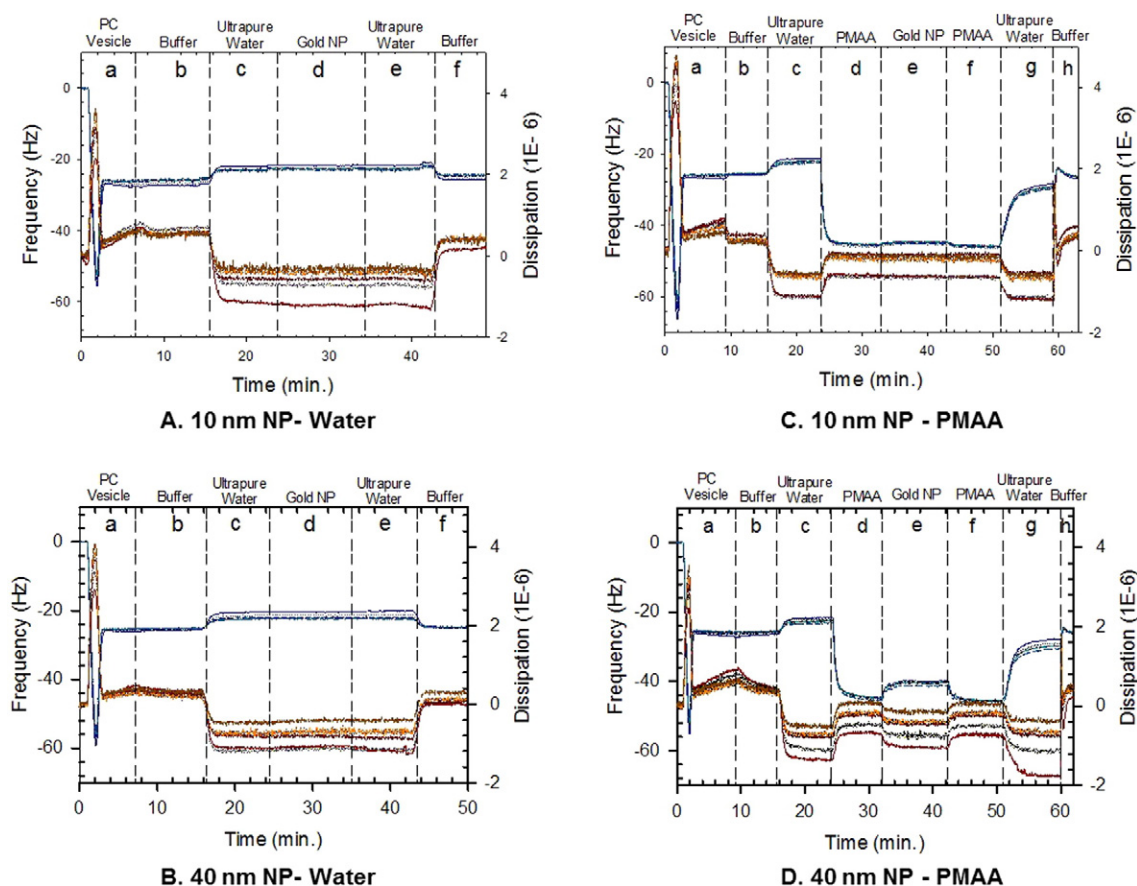 PC Vesicle Buffer Ultrapure Water Gold NP Ultrapure Water Buffer
a b c d e f
Frequency (Hz)
0
-20
-40
-60
4
2
0
-2
Dissipation (1E- 6)
0 10 20 30 40
Time (min.)
A. 10 nm NP- Water
PC Vesicle Buffer Ultrapure Water PMAA Gold NP PMAA Ultrapure Water Buffer
a b c d e f g h
Frequency (Hz)
0
-20
-40
-60
4
2
0
-2
Dissipation (1E- 6)
0 10 20 30 40 50 60
Time (min.)
C. 10 nm NP - PMAA
PC Vesicle Buffer Ultrapure Water Gold NP Ultrapure Water Buffer
a b c d e f
Frequency (Hz)
0
-20
-40
-60
4
2
0
-2
Dissipation (1E-6)
0 10 20 30 40 50
Time (min.)
B. 40 nm NP- Water
PC Vesicle Buffer Ultrapure Water PMAA Gold NP PMAA Ultrapure Water Buffer
a b c d e f g h
Frequency (Hz)
0
-20
-40
-60
4
2
0
-2
Dissipation (1E-6)
0 10 20 30 40 50 60
Time (min.)
D. 40 nm NP - PMAA